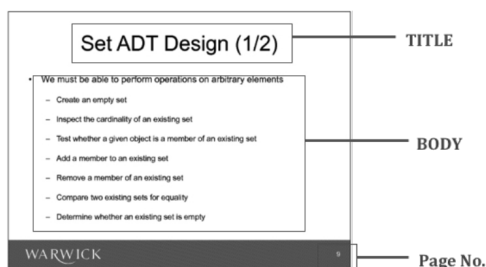 Set ADT Design (1/2)
TITLE
• We must be able to perform operations on arbitrary elements
– Create an empty set
– Inspect the cardinality of an existing set
– Test whether a given object is a member of an existing set
BODY
– Add a member to an existing set
– Remove a member of an existing set
– Compare two existing sets for equality
– Determine whether an existing set is empty
WARWICK
9
Page No.